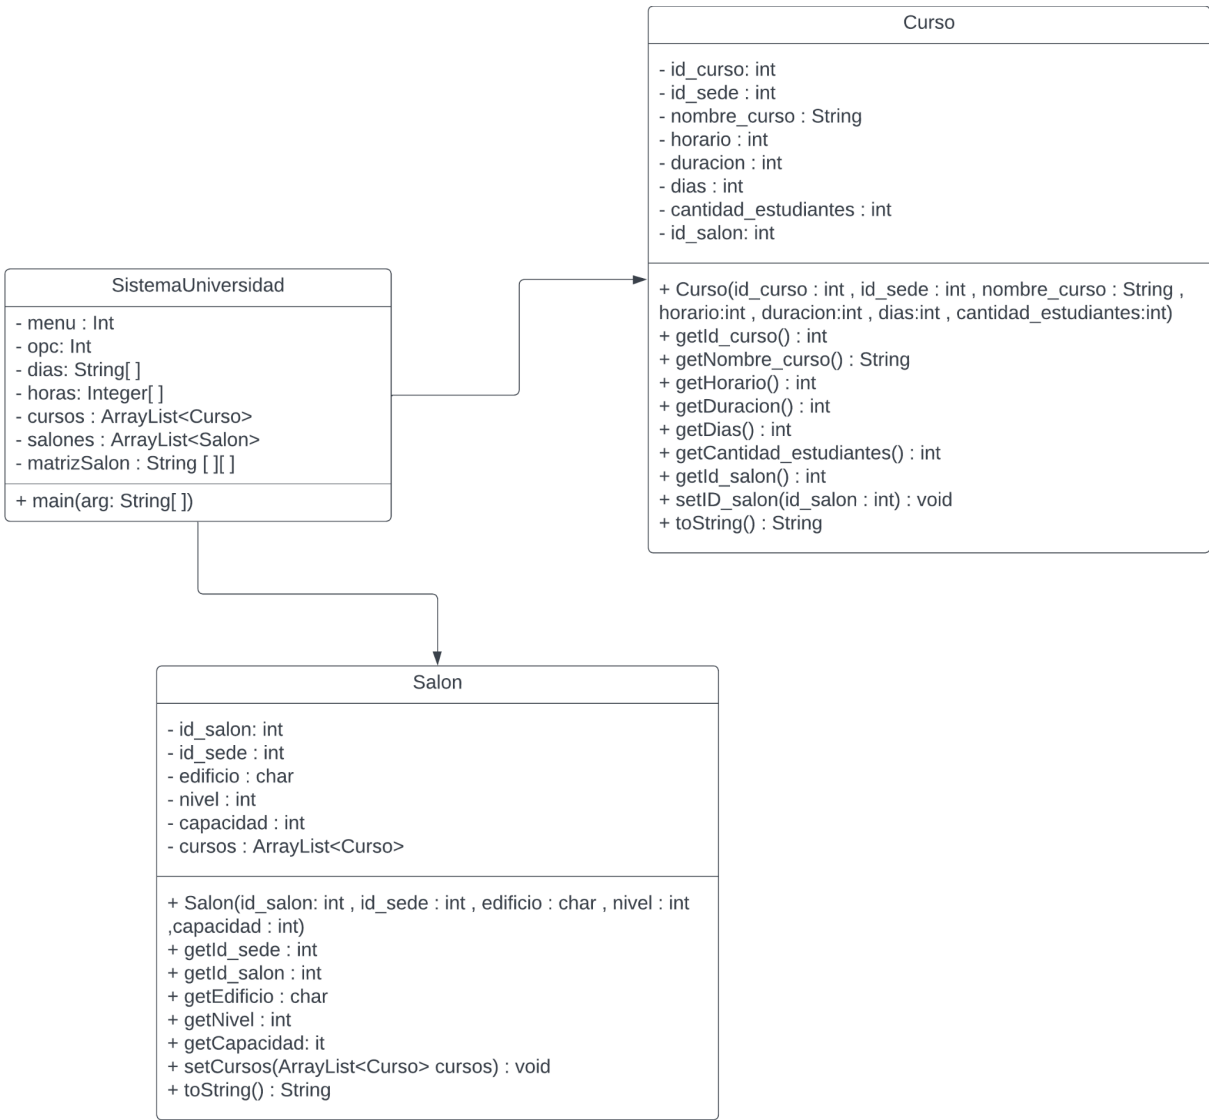 Curso
- id_curso: int
- id_sede : int
- nombre_curso : String
- horario : int
- duracion : int
- dias : int
- cantidad_estudiantes : int
- id_salon: int
+ Curso(id_curso : int , id_sede : int , nombre_curso : String ,
horario:int , duracion:int , dias:int , cantidad_estudiantes:int)
+ getId_curso() : int
+ getNombre_curso() : String
+ getHorario() : int
+ getDuracion() : int
+ getDias() : int
+ getCantidad_estudiantes() : int
+ getId_salon() : int
+ setID_salon(id_salon : int) : void
+ toString() : String
SistemaUniversidad
- menu : Int
- opc: Int
- dias: String[ ]
- horas: Integer[ ]
- cursos : ArrayList<Curso>
- salones : ArrayList<Salon>
- matrizSalon : String [ ][ ]
+ main(arg: String[ ])
Salon
- id_salon: int
- id_sede : int
- edificio : char
- nivel : int
- capacidad : int
- cursos : ArrayList<Curso>
+ Salon(id_salon: int , id_sede : int , edificio : char , nivel : int
,capacidad : int)
+ getId_sede : int
+ getId_salon : int
+ getEdificio : char
+ getNivel : int
+ getCapacidad: it
+ setCursos(ArrayList<Curso> cursos) : void
+ toString() : String